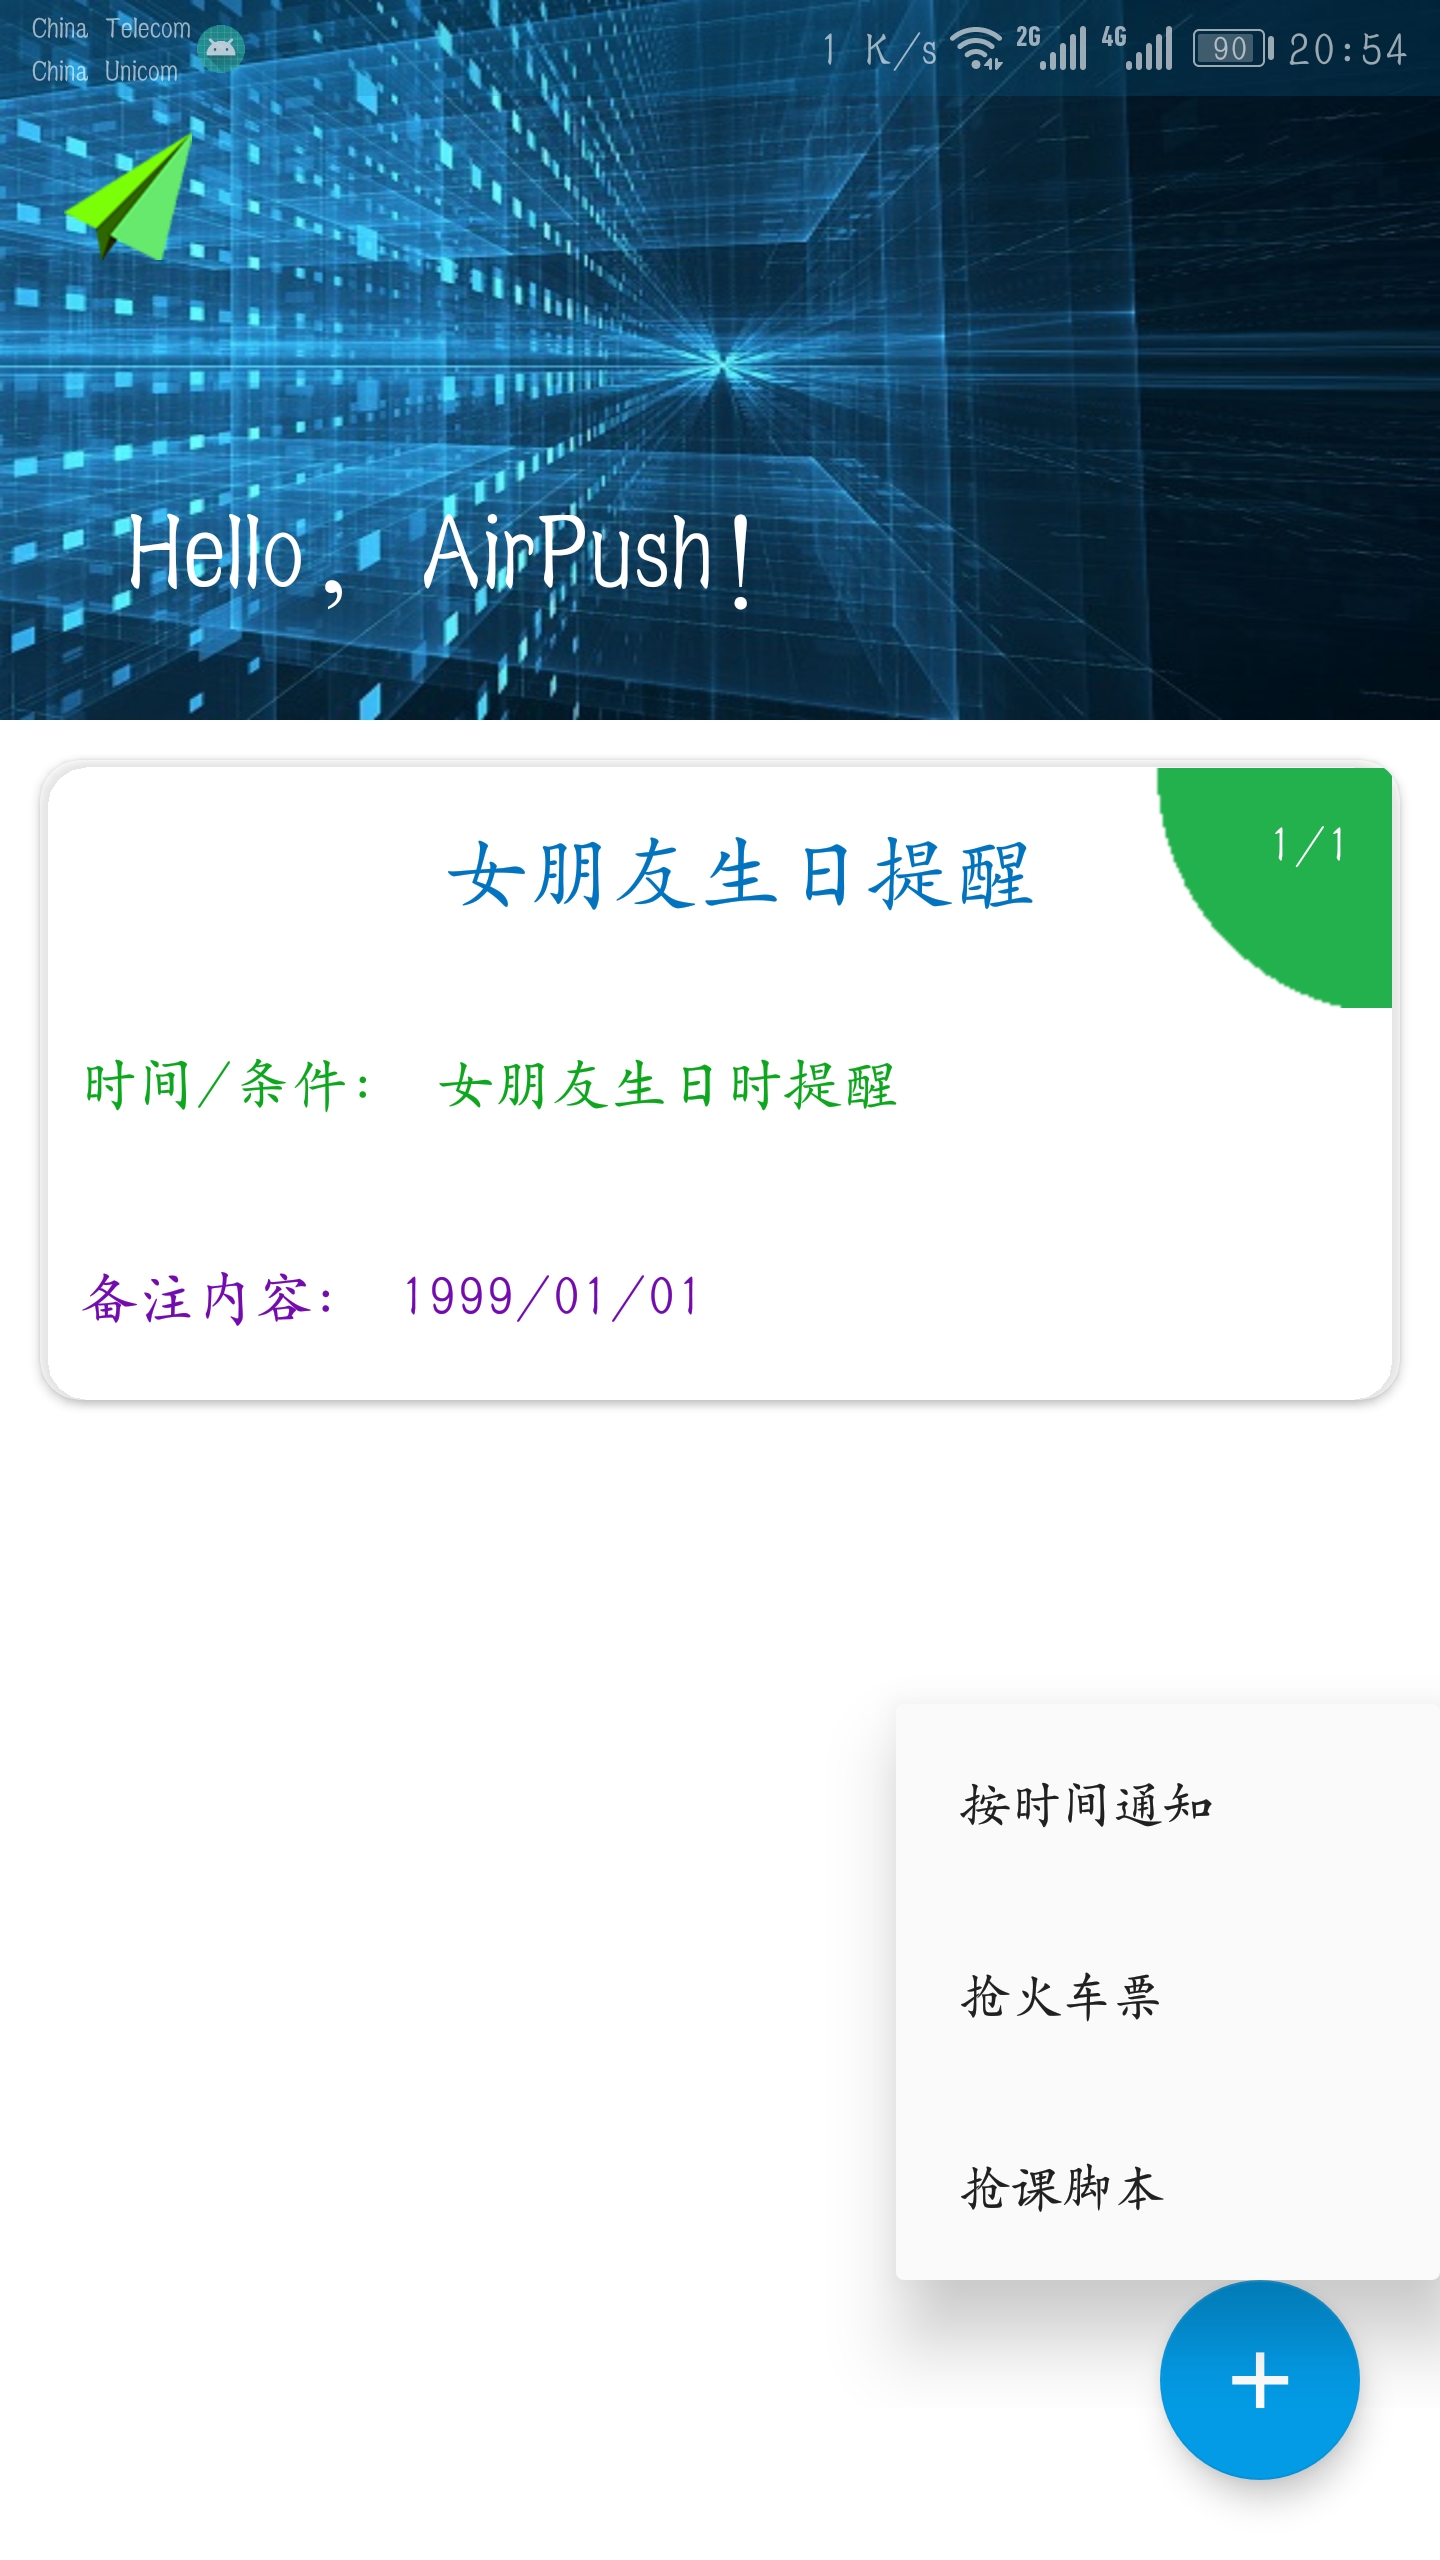 China Telecom
China Unicom
1 K/s 2G 4G 90 20:54
Hello, AirPush!
女朋友生日提醒
1/1
时间/条件: 女朋友生日时提醒
备注内容: 1999/01/01
按时间通知
抢火车票
抢课脚本